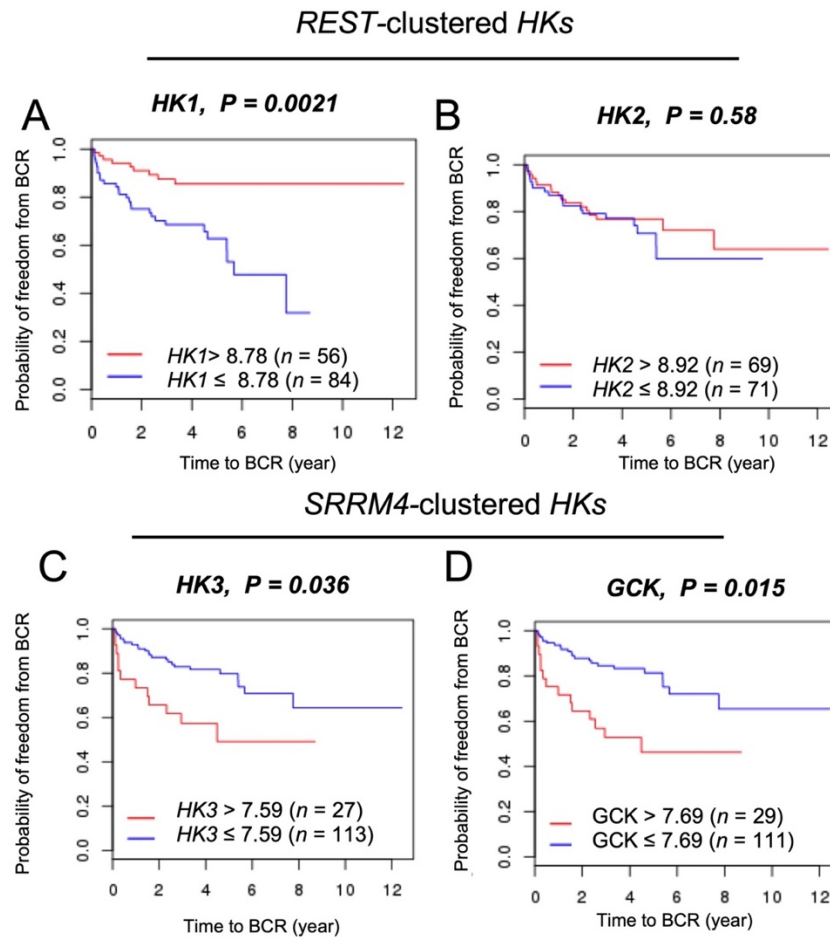 REST-clustered HKs
A
HK1, P = 0.0021
Probability of freedom from BCR
1.0
0.8
0.6
0.4
0.2
0.0
HK1> 8.78 (n = 56)
HK1 ≤ 8.78 (n = 84)
0 2 4 6 8 10 12
Time to BCR (year)
B
HK2, P = 0.58
Probability of freedom from BCR
1.0
0.8
0.6
0.4
0.2
0.0
HK2 > 8.92 (n = 69)
HK2 ≤ 8.92 (n = 71)
0 2 4 6 8 10 12
Time to BCR (year)
SRRM4-clustered HKs
C
HK3, P = 0.036
Probability of freedom from BCR
1.0
0.8
0.6
0.4
0.2
0.0
HK3 > 7.59 (n = 27)
HK3 ≤ 7.59 (n = 113)
0 2 4 6 8 10 12
Time to BCR (year)
D
GCK, P = 0.015
Probability of freedom from BCR
1.0
0.8
0.6
0.4
0.2
0.0
GCK > 7.69 (n = 29)
GCK ≤ 7.69 (n = 111)
0 2 4 6 8 10 12
Time to BCR (year)